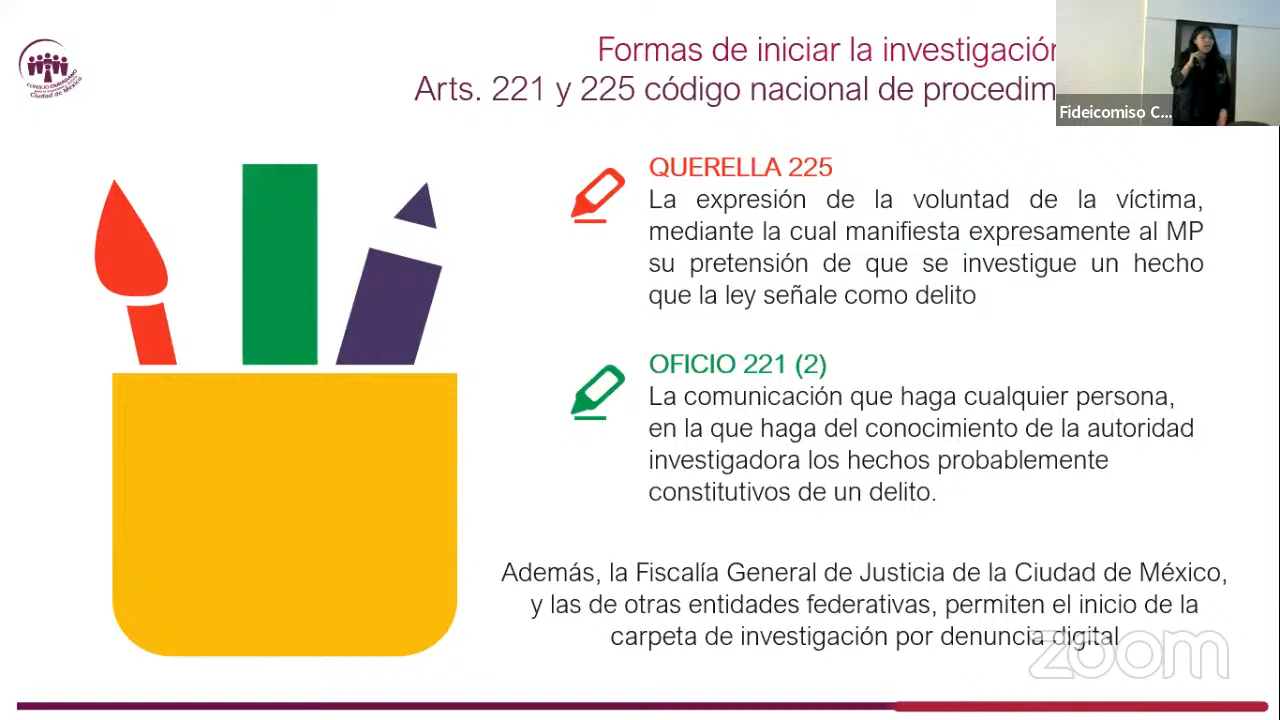 Formas de iniciar la investigación
Arts. 221 y 225 código nacional de
Fideicomiso C...
CONSEJO CIUDADANO
Ciudad de México
QUERELLA 225
La expresión de la voluntad de la víctima,
mediante la cual manifiesta expresamente al MP
su pretensión de que se investigue un hecho
que la ley señale como delito
OFICIO 221 (2)
La comunicación que haga cualquier persona,
en la que haga del conocimiento de la autoridad
investigadora los hechos probablemente
constitutivos de un delito.
Además, la Fiscalía General de Justicia de la Ciudad de México,
y las de otras entidades federativas, permiten el inicio de la
carpeta de investigación por denuncia digital
zoom